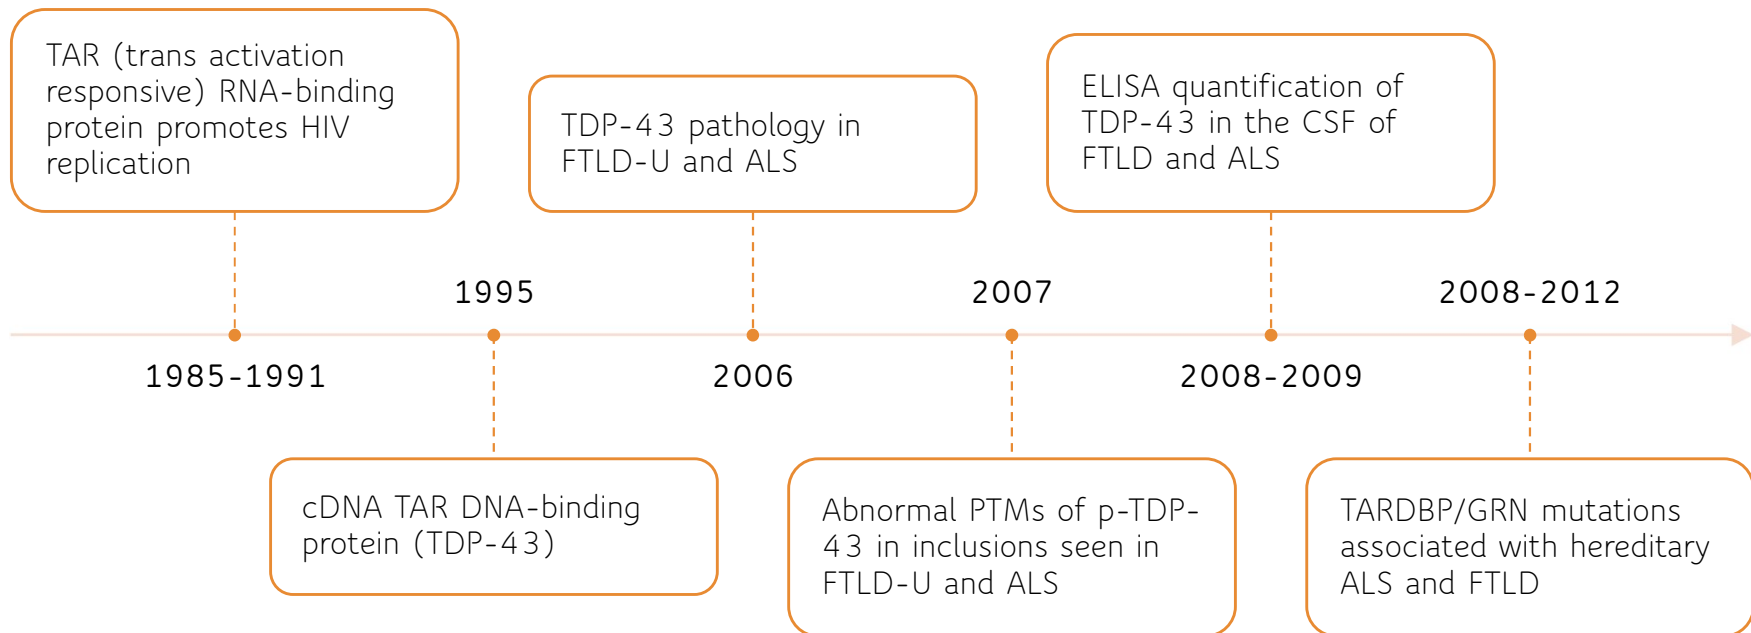 TAR (trans activation
responsive) RNA-binding
protein promotes HIV
replication
1985-1991
1995
cDNA TAR DNA-binding
protein (TDP-43)
TDP-43 pathology in
FTLD-U and ALS
2006
2007
Abnormal PTMs of p-TDP-
43 in inclusions seen in
FTLD-U and ALS
ELISA quantification of
TDP-43 in the CSF of
FTLD and ALS
2008-2009
2008-2012
TARDBP/GRN mutations
associated with hereditary
ALS and FTLD